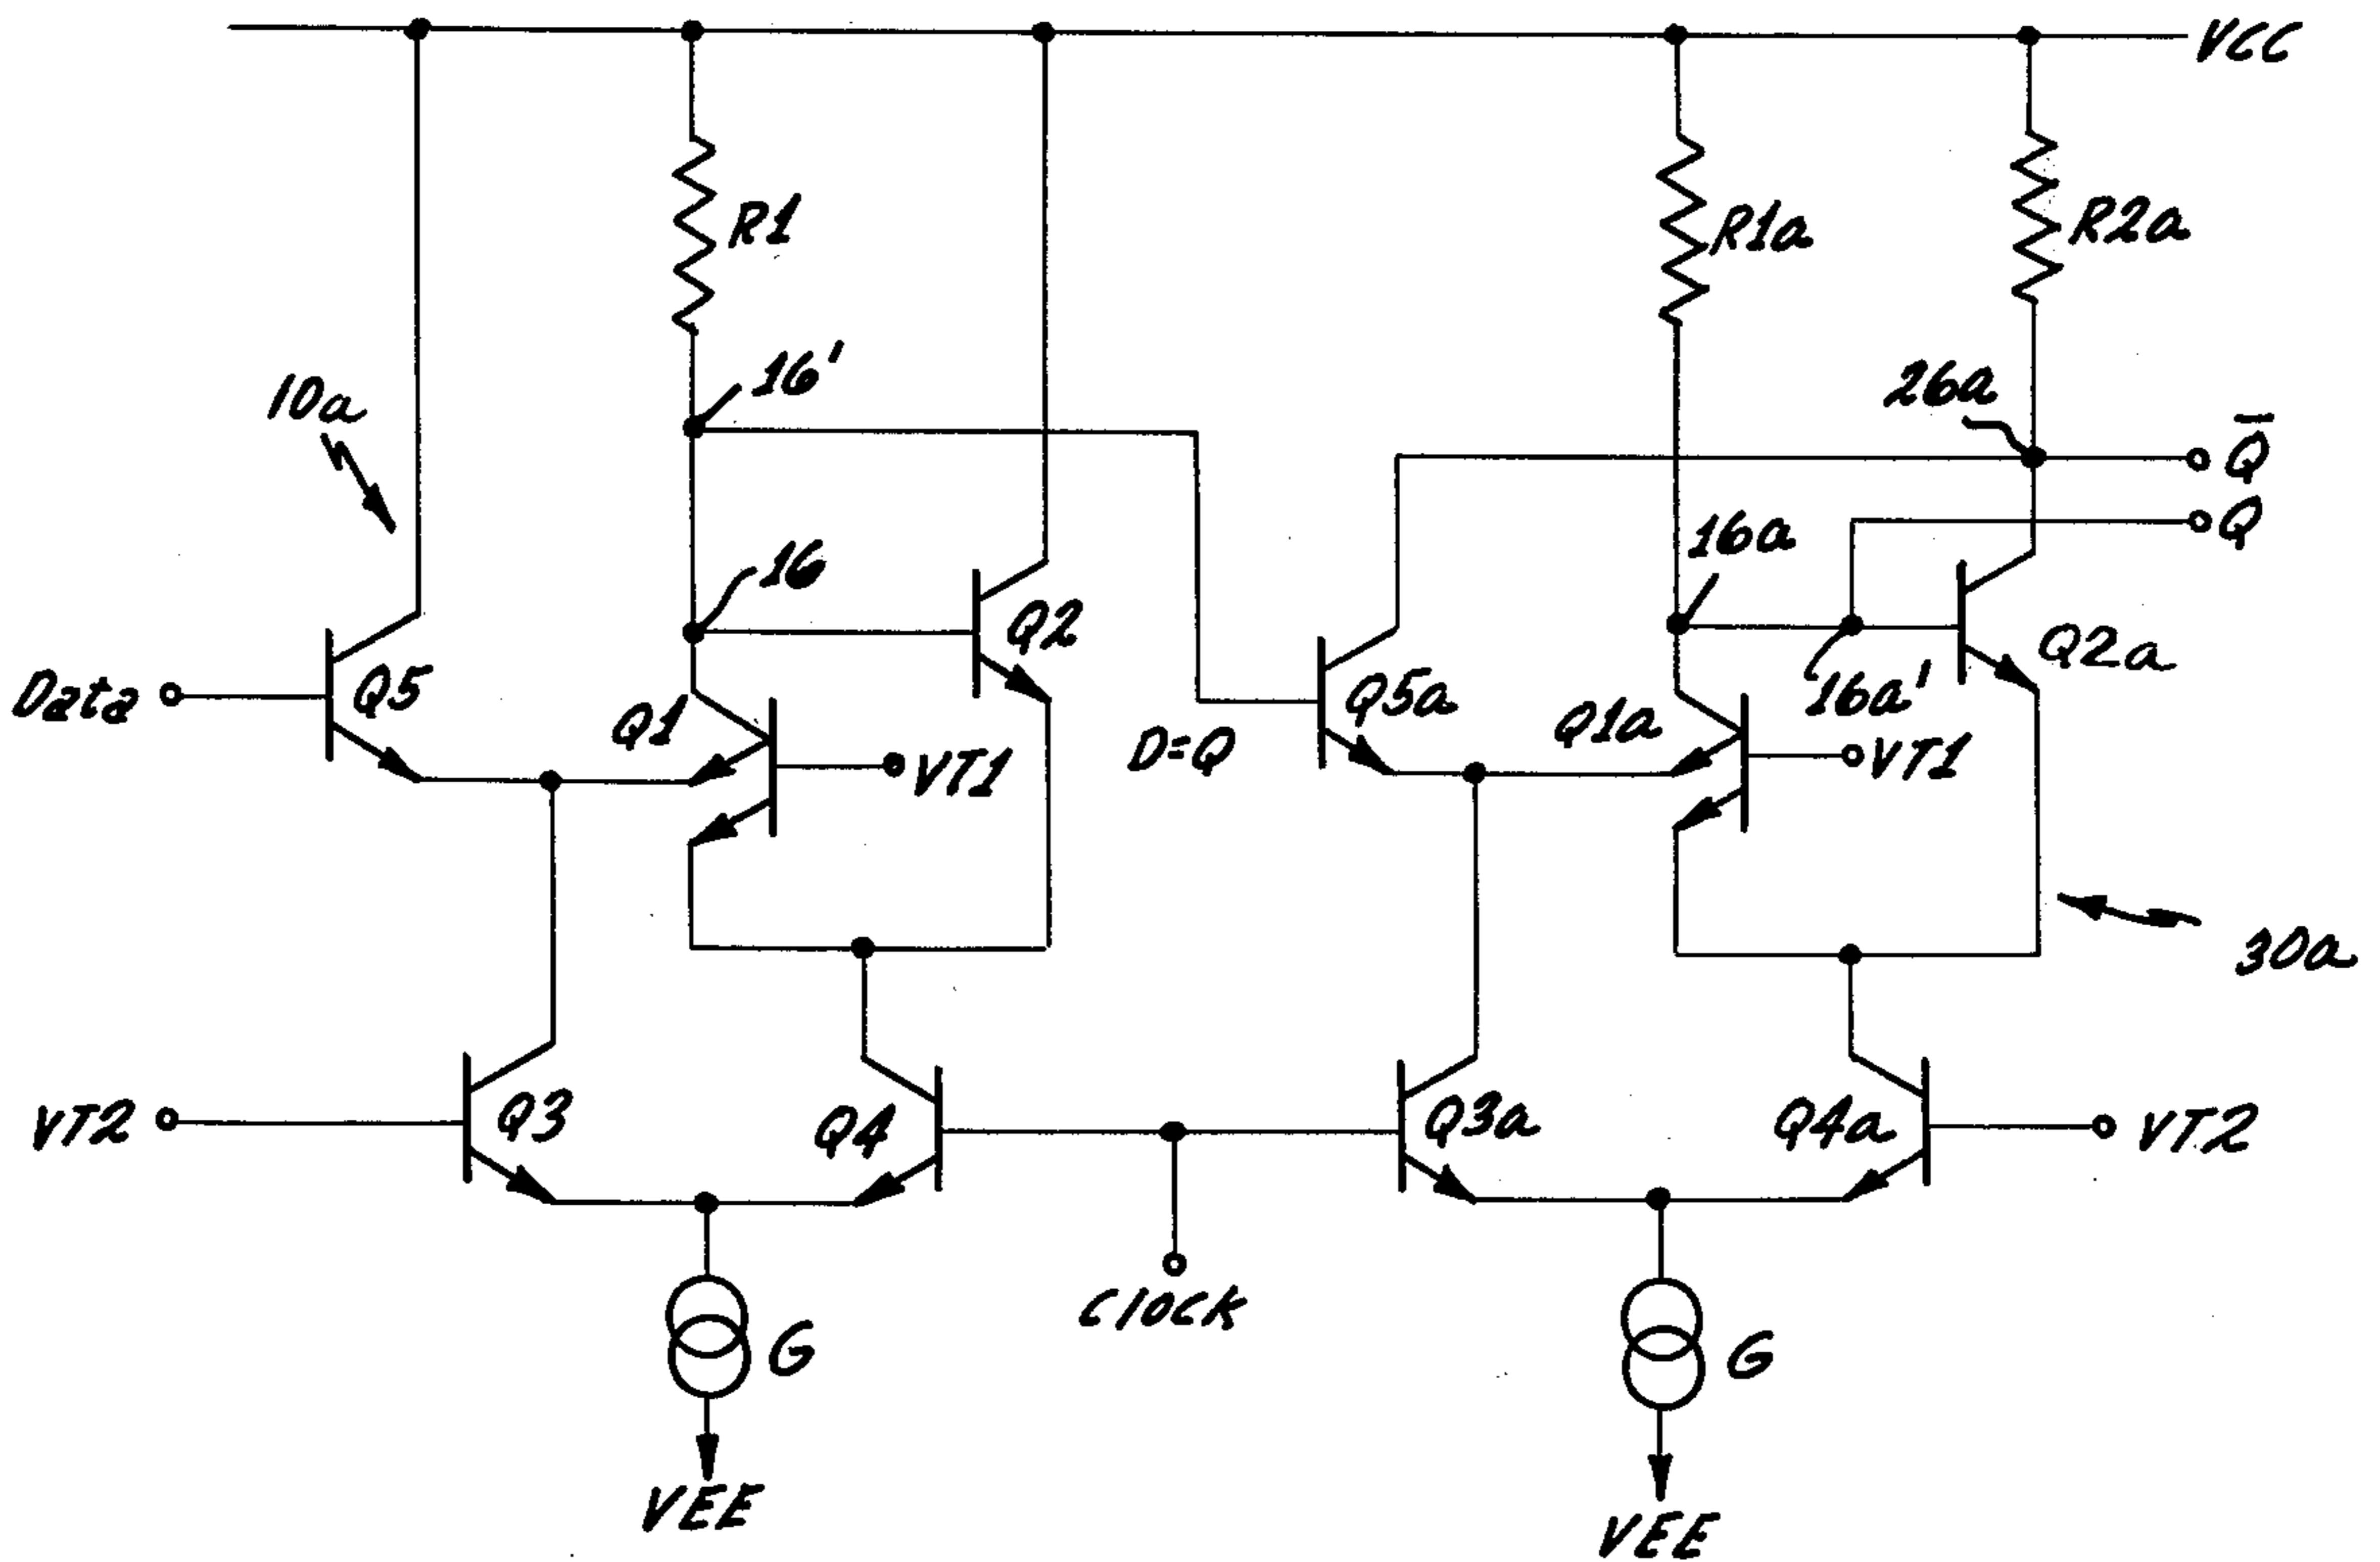 VCC
R1
R1a
R2a
16'
10a
26a
Q̅
Q
16a
16
Q2
Q2a
Data
Q5
Q1
Q5a
Q1a
16a'
D=Q
VT1
VT1
30a
VT2
Q3
Q4
Q3a
Q4a
VT2
Clock
G
G
VEE
VEE